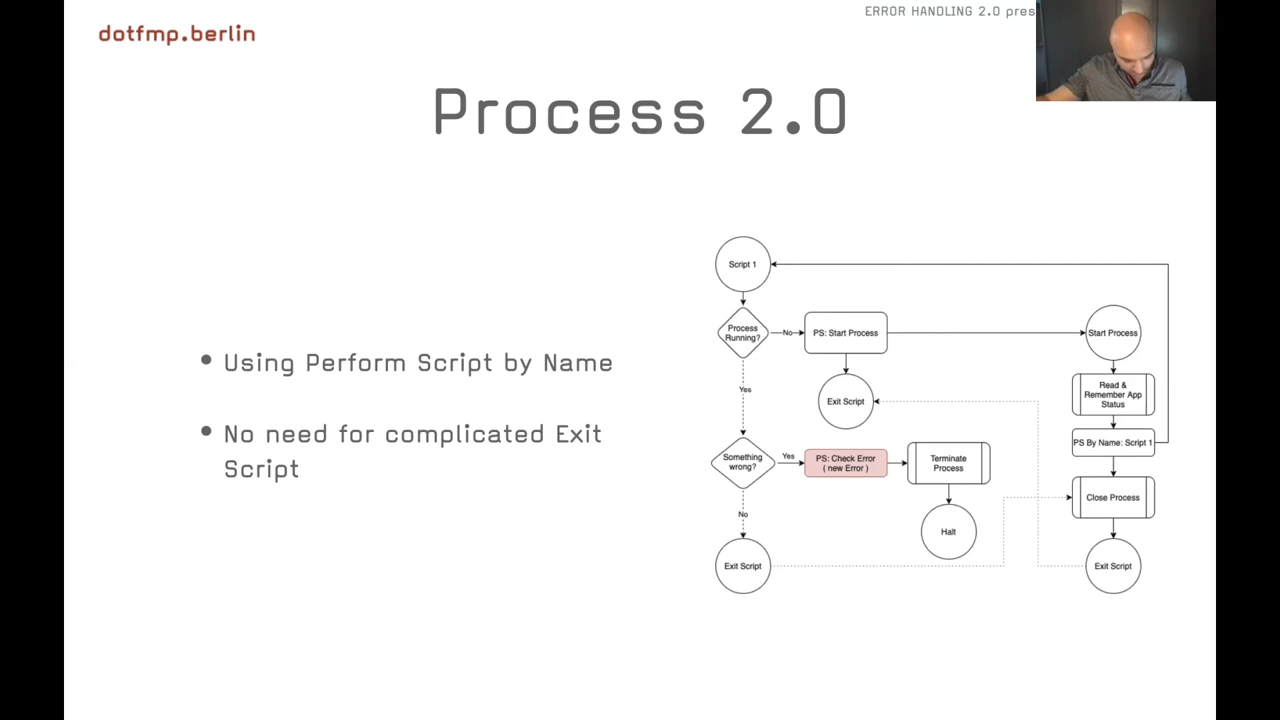 dotfmp.berlin
ERROR HANDLING 2.0 pres
Process 2.0
• Using Perform Script by Name
• No need for complicated Exit
Script
Script 1
Process
Running?
No
PS: Start Process
Start Process
Yes
Exit Script
Read &
Remember App
Status
PS By Name: Script 1
Something
wrong?
Yes
PS: Check Error
( new Error )
Terminate
Process
Close Process
No
Halt
Exit Script
Exit Script